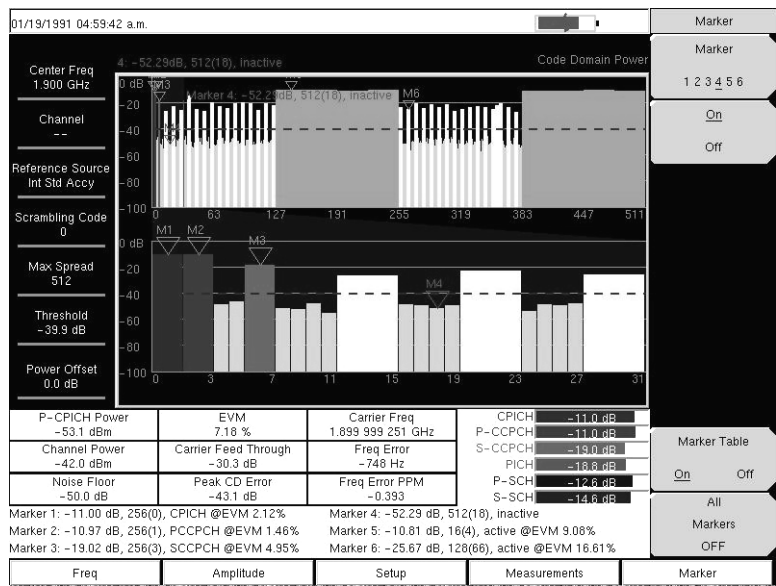 01/19/1991 04:59:42 a.m.
Marker
Marker
1 2 3 4 5 6
On
Off
Center Freq
1.900 GHz
Channel
--
Reference Source
Int Std Accy
Scrambling Code
0
Max Spread
512
Threshold
-39.9 dB
Power Offset
0.0 dB
4: -52.29dB, 512(18), inactive
Code Domain Power
0 dB
M3
Marker 4: -52.29dB, 512(18), inactive
M6
-20
-40
-60
-80
-100
0 63 127 191 255 319 383 447 511
M1 M2 M3
0 dB
-20
M4
-40
-60
-80
-100
0 3 7 11 15 19 23 27 31
P-CPICH Power
-53.1 dBm
EVM
7.18 %
Carrier Freq
1.899 999 251 GHz
Channel Power
-42.0 dBm
Carrier Feed Through
-30.3 dB
Freq Error
-748 Hz
Noise Floor
-50.0 dB
Peak CD Error
-43.1 dB
Freq Error PPM
-0.393
CPICH -11.0 dB
P-CCPCH -11.0 dB
S-CCPCH -19.0 dB
PICH -18.8 dB
P-SCH -12.6 dB
S-SCH -14.6 dB
Marker Table
On Off
All
Markers
OFF
Marker 1: -11.00 dB, 256(0), CPICH @EVM 2.12%
Marker 4: -52.29 dB, 512(18), inactive
Marker 2: -10.97 dB, 256(1), PCCPCH @EVM 1.46%
Marker 5: -10.81 dB, 16(4), active @EVM 9.08%
Marker 3: -19.02 dB, 256(3), SCCPCH @EVM 4.95%
Marker 6: -25.67 dB, 128(66), active @EVM 16.61%
Freq Amplitude Setup Measurements Marker